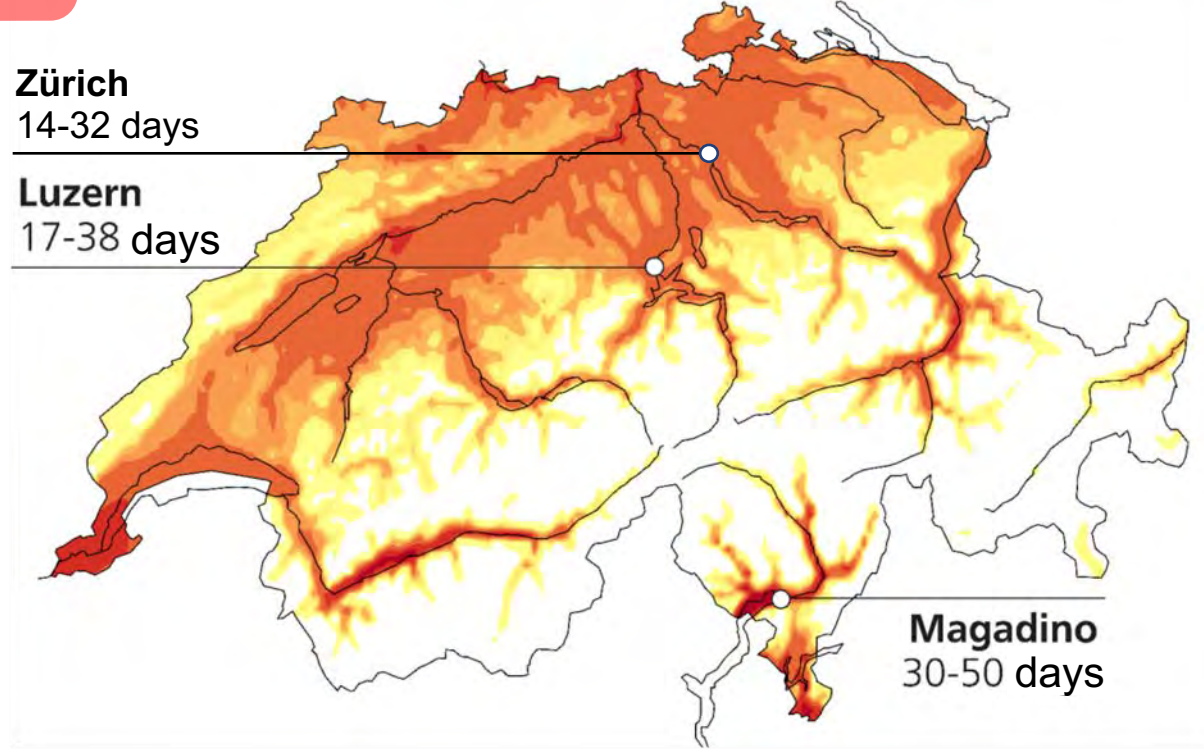 Zürich
14-32 days
Luzern
17-38 days
Magadino
30-50 days